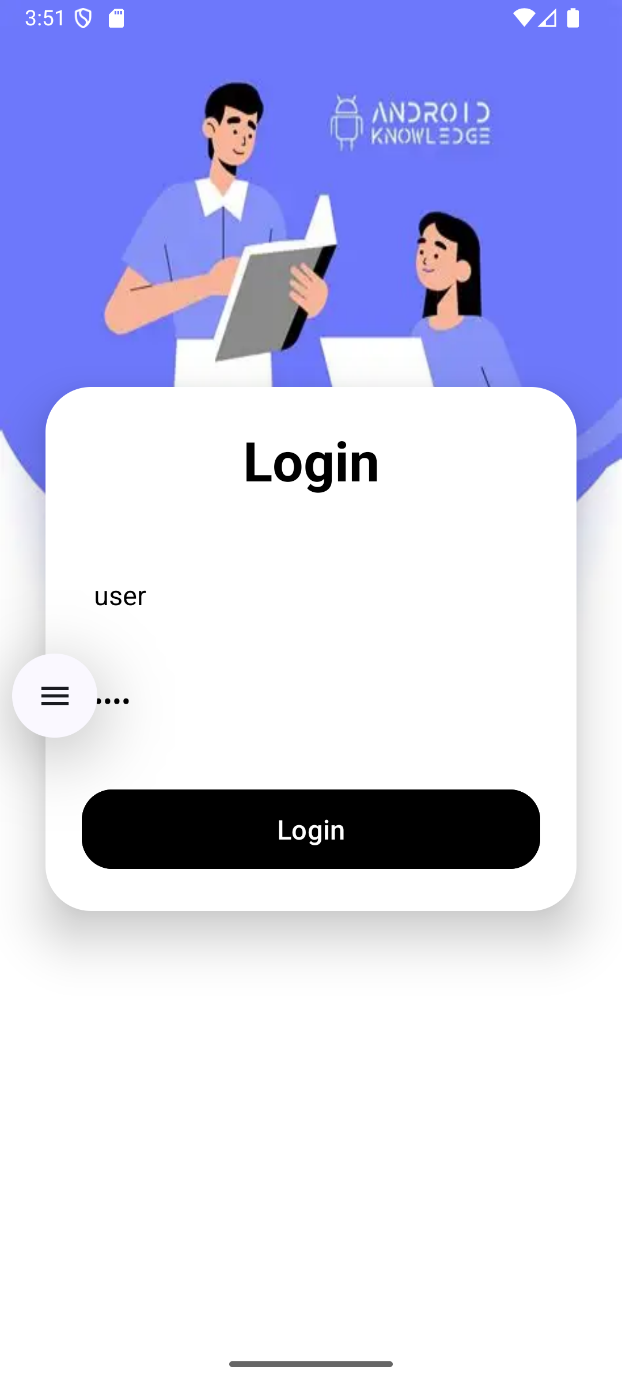 3:51
ANDROID
KNOWLEDGE
Login
user
••••
Login